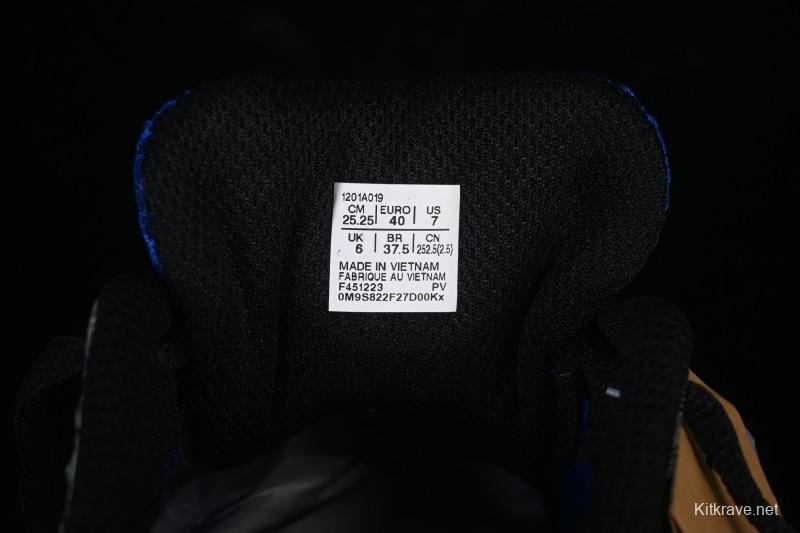 1201A019
CM | EURO | US
25.25 | 40 | 7
UK | BR | CN
6 | 37.5 | 252.5(2.5)
MADE IN VIETNAM
FABRIQUE AU VIETNAM
F451223 PV
0M9S822F27D00Kx
Kitkrave.net